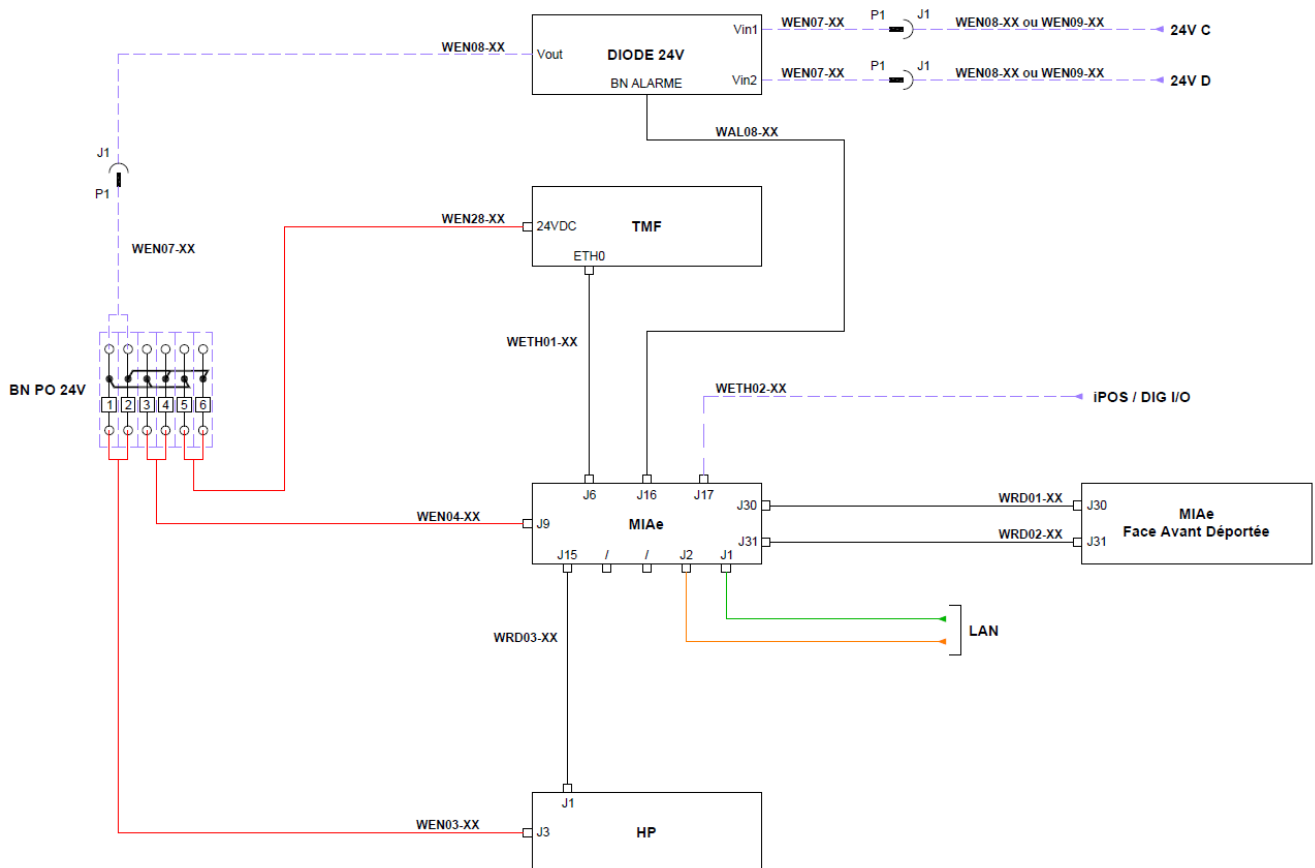 WEN08-XX
Vout
DIODE 24V
BN ALARME
Vin1
Vin2
WEN07-XX
P1
J1
WEN08-XX ou WEN09-XX
24V C
WEN07-XX
P1
J1
WEN08-XX ou WEN09-XX
24V D
WAL08-XX
J1
P1
WEN07-XX
WEN28-XX
24VDC
TMF
ETH0
WETH01-XX
BN PO 24V
1
2
3
4
5
6
WETH02-XX
iPOS / DIG I/O
WEN04-XX
J6
J16
J17
J9
MIAe
J30
J31
J15
/
/
J2
J1
WRD01-XX
WRD02-XX
J30
J31
MIAe
Face Avant Déportée
LAN
WRD03-XX
WEN03-XX
J1
J3
HP